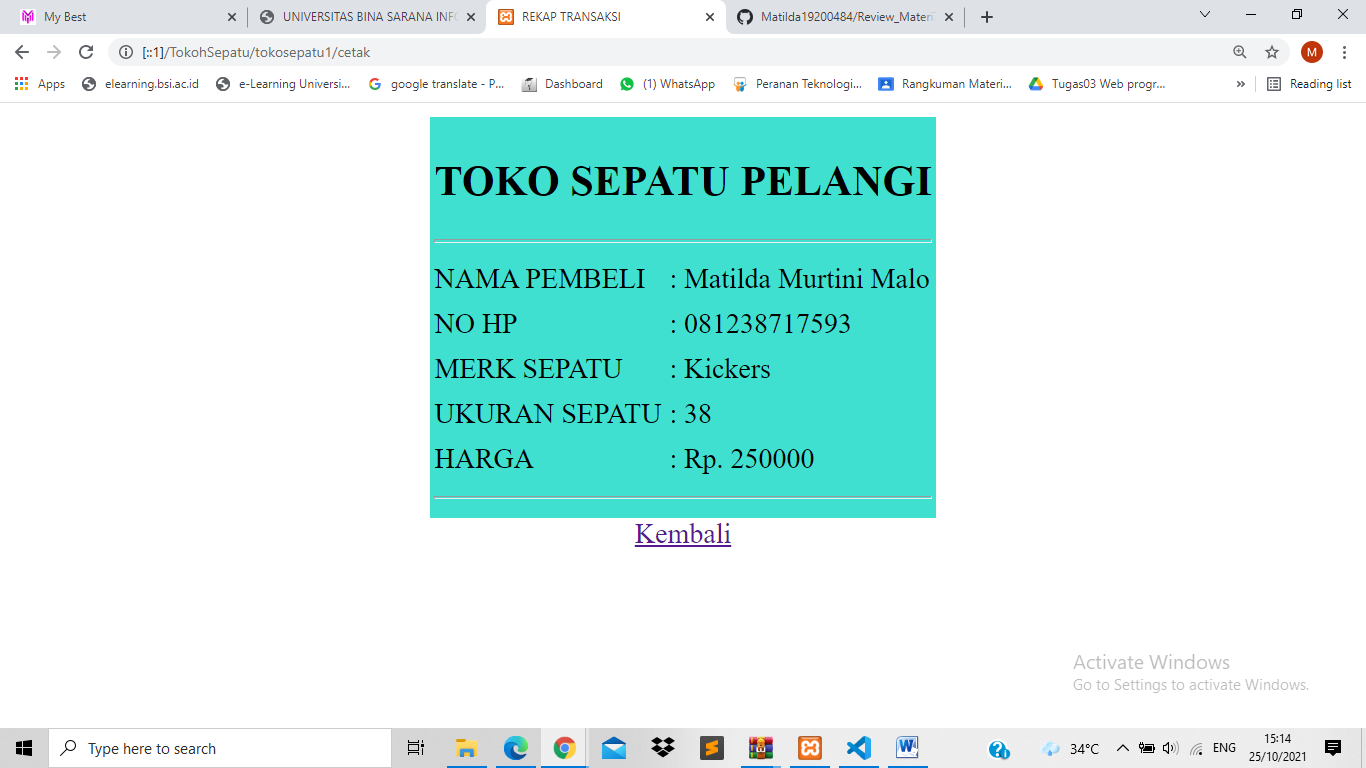 My Best
UNIVERSITAS BINA SARANA INFO
REKAP TRANSAKSI
Matilda19200484/Review_Materi
[::1]/TokohSepatu/tokosepatu1/cetak
M
Apps
elearning.bsi.ac.id
e-Learning Universi...
google translate - P...
Dashboard
(1) WhatsApp
Peranan Teknologi...
Rangkuman Materi...
Tugas03 Web progr...
»
Reading list
TOKO SEPATU PELANGI
NAMA PEMBELI : Matilda Murtini Malo
NO HP : 081238717593
MERK SEPATU : Kickers
UKURAN SEPATU : 38
HARGA : Rp. 250000
Kembali
Activate Windows
Go to Settings to activate Windows.
Type here to search
34°C
ENG
15:14
25/10/2021